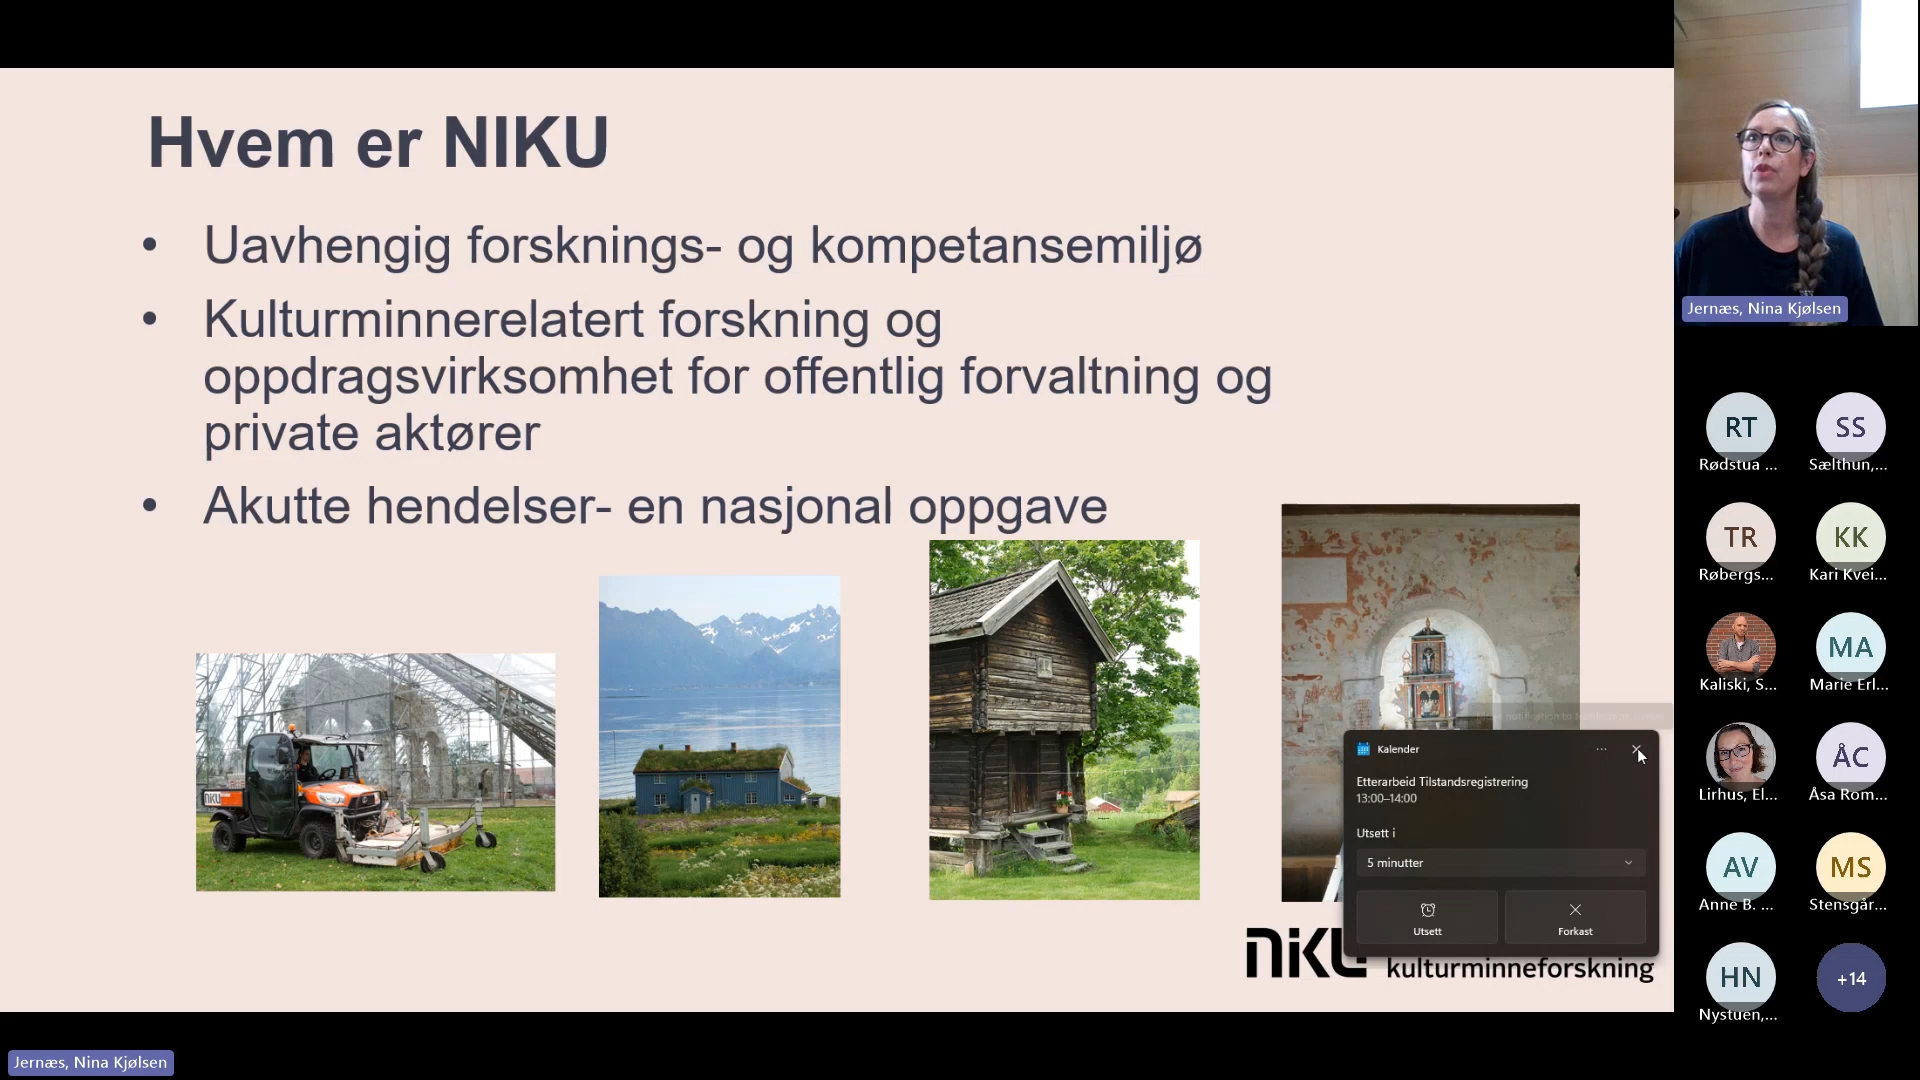 Hvem er NIKU
• Uavhengig forsknings- og kompetansemiljø
• Kulturminnerelatert forskning og
oppdragsvirksomhet for offentlig forvaltning og
private aktører
• Akutte hendelser- en nasjonal oppgave
NIKU
Kalender
Etterarbeid Tilstandsregistrering
13:00–14:00
Utsett i
5 minutter
Utsett
Forkast
niku
kulturminneforskning
Jernæs, Nina Kjølsen
RT
Rødstua ...
SS
Sælthun,...
TR
Røbergs...
KK
Kari Kvei...
Kaliski, S...
MA
Marie Erl...
Lirhus, El...
ÅC
Åsa Rom...
AV
Anne B. ...
MS
Stensgår...
HN
Nystuen,...
+14
Jernæs, Nina Kjølsen